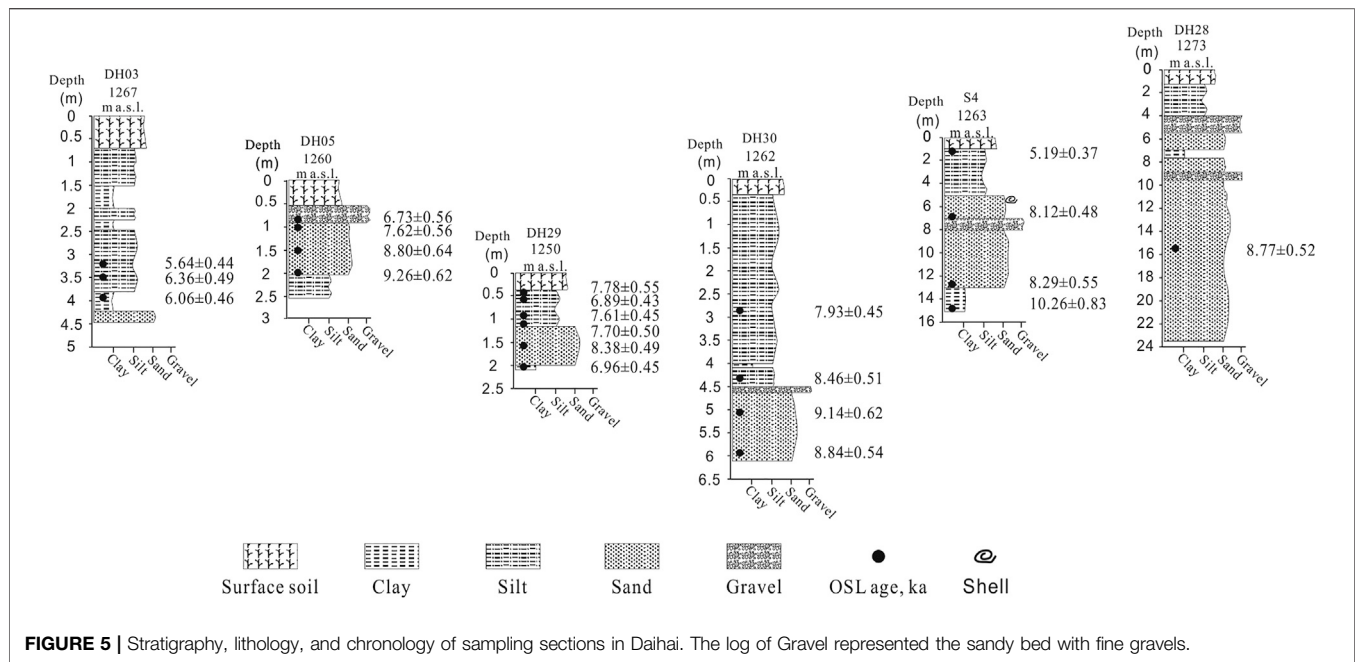 DH03
1267
m a.s.l.
Depth
(m)
0
0.5
1
1.5
2
2.5
3
3.5
4
4.5
5
5.64±0.44
6.36±0.49
6.06±0.46
Clay
Silt
Sand
Gravel
DH05
1260
m a.s.l.
Depth
(m)
0
0.5
1
1.5
2
2.5
3
6.73±0.56
7.62±0.56
8.80±0.64
9.26±0.62
Clay
Silt
Sand
Gravel
DH29
1250
m a.s.l.
Depth
(m)
0
0.5
1
1.5
2
2.5
7.78±0.55
6.89±0.43
7.61±0.45
7.70±0.50
8.38±0.49
6.96±0.45
Clay
Silt
Sand
Gravel
DH30
1262
m a.s.l.
Depth
(m)
0
0.5
1
1.5
2
2.5
3
3.5
4
4.5
5
5.5
6
6.5
7.93±0.45
8.46±0.51
9.14±0.62
8.84±0.54
Clay
Silt
Sand
Gravel
S4
1263
m a.s.l.
Depth
(m)
0
2
4
6
8
10
12
14
16
5.19±0.37
8.12±0.48
8.29±0.55
10.26±0.83
Clay
Silt
Sand
Gravel
DH28
1273
m a.s.l.
Depth
(m)
0
2
4
6
8
10
12
14
16
18
20
22
24
8.77±0.52
Clay
Silt
Sand
Gravel
Surface soil
Clay
Silt
Sand
Gravel
OSL age, ka
Shell
FIGURE 5 | Stratigraphy, lithology, and chronology of sampling sections in Daihai. The log of Gravel represented the sandy bed with fine gravels.